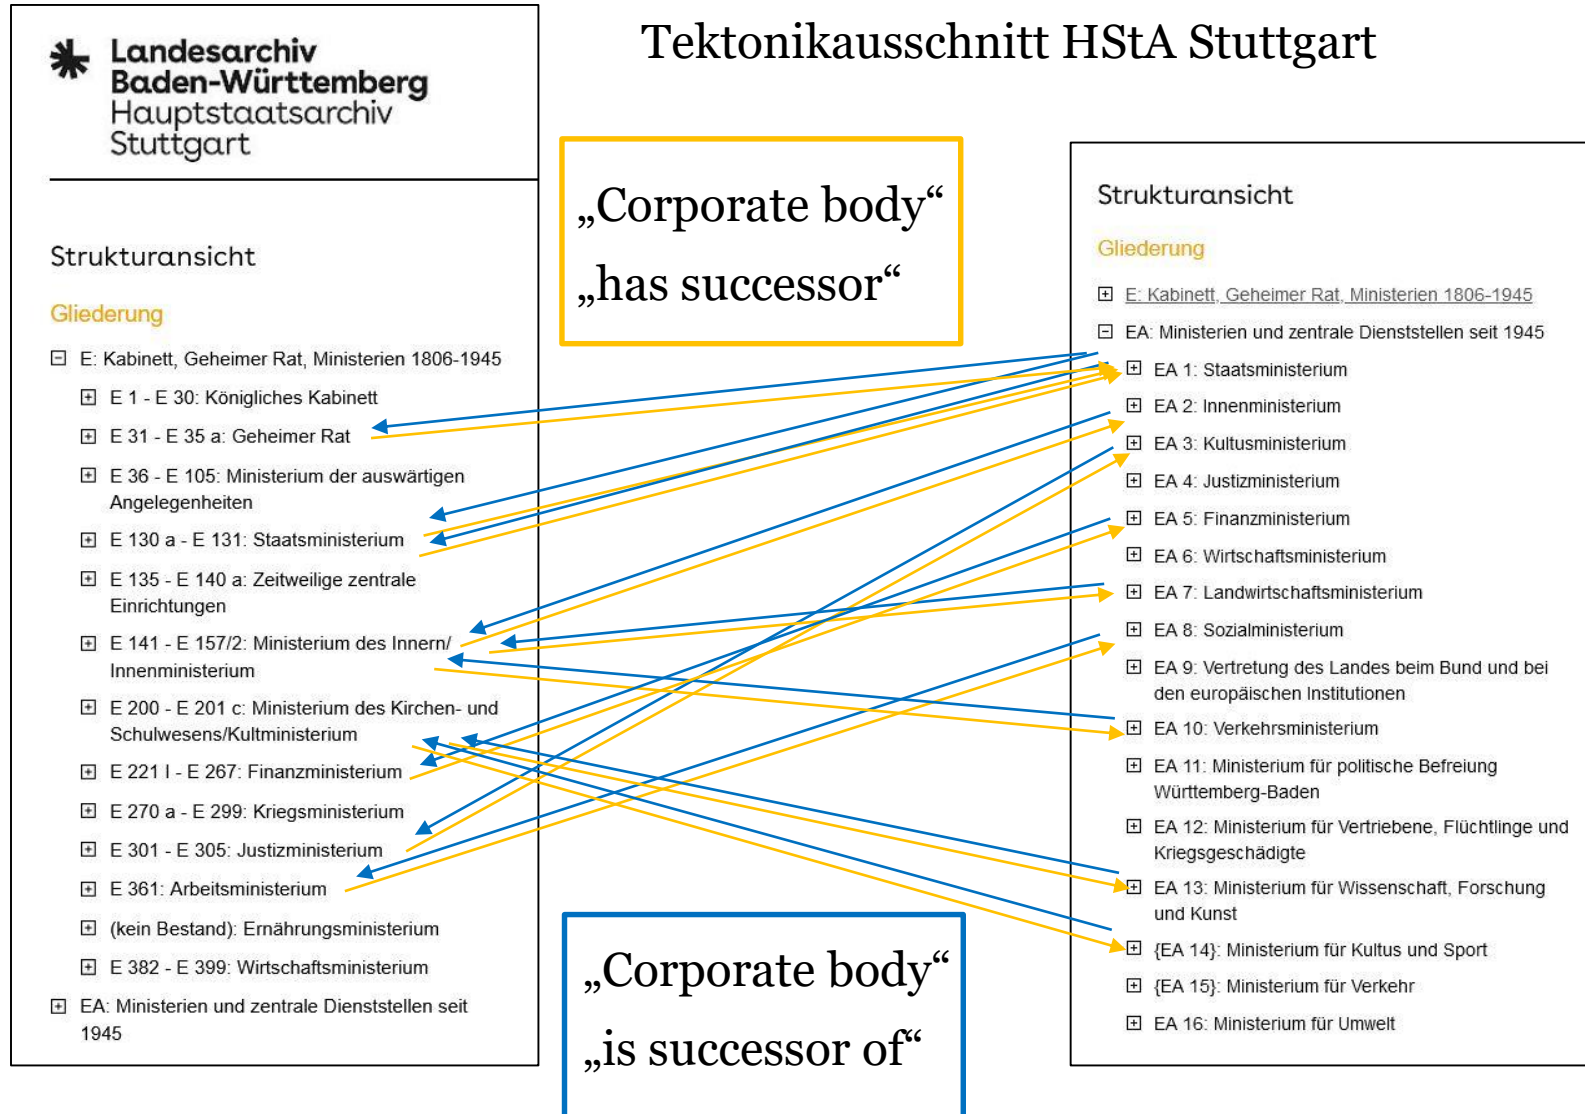 Tektonikausschnitt HStA Stuttgart
Landesarchiv
Baden-Württemberg
Hauptstaatsarchiv
Stuttgart
Strukturansicht
Gliederung
E: Kabinett, Geheimer Rat, Ministerien 1806-1945
E 1 - E 30: Königliches Kabinett
E 31 - E 35 a: Geheimer Rat
E 36 - E 105: Ministerium der auswärtigen
Angelegenheiten
E 130 a - E 131: Staatsministerium
E 135 - E 140 a: Zeitweilige zentrale
Einrichtungen
E 141 - E 157/2: Ministerium des Innern/
Innenministerium
E 200 - E 201 c: Ministerium des Kirchen- und
Schulwesens/Kultministerium
E 221 I - E 267: Finanzministerium
E 270 a - E 299: Kriegsministerium
E 301 - E 305: Justizministerium
E 361: Arbeitsministerium
(kein Bestand): Ernährungsministerium
E 382 - E 399: Wirtschaftsministerium
EA: Ministerien und zentrale Dienststellen seit
1945
„Corporate body“
„has successor“
„Corporate body“
„is successor of“
Strukturansicht
Gliederung
E: Kabinett, Geheimer Rat, Ministerien 1806-1945
EA: Ministerien und zentrale Dienststellen seit 1945
EA 1: Staatsministerium
EA 2: Innenministerium
EA 3: Kultusministerium
EA 4: Justizministerium
EA 5: Finanzministerium
EA 6: Wirtschaftsministerium
EA 7: Landwirtschaftsministerium
EA 8: Sozialministerium
EA 9: Vertretung des Landes beim Bund und bei
den europäischen Institutionen
EA 10: Verkehrsministerium
EA 11: Ministerium für politische Befreiung
Württemberg-Baden
EA 12: Ministerium für Vertriebene, Flüchtlinge und
Kriegsgeschädigte
EA 13: Ministerium für Wissenschaft, Forschung
und Kunst
{EA 14}: Ministerium für Kultus und Sport
{EA 15}: Ministerium für Verkehr
EA 16: Ministerium für Umwelt